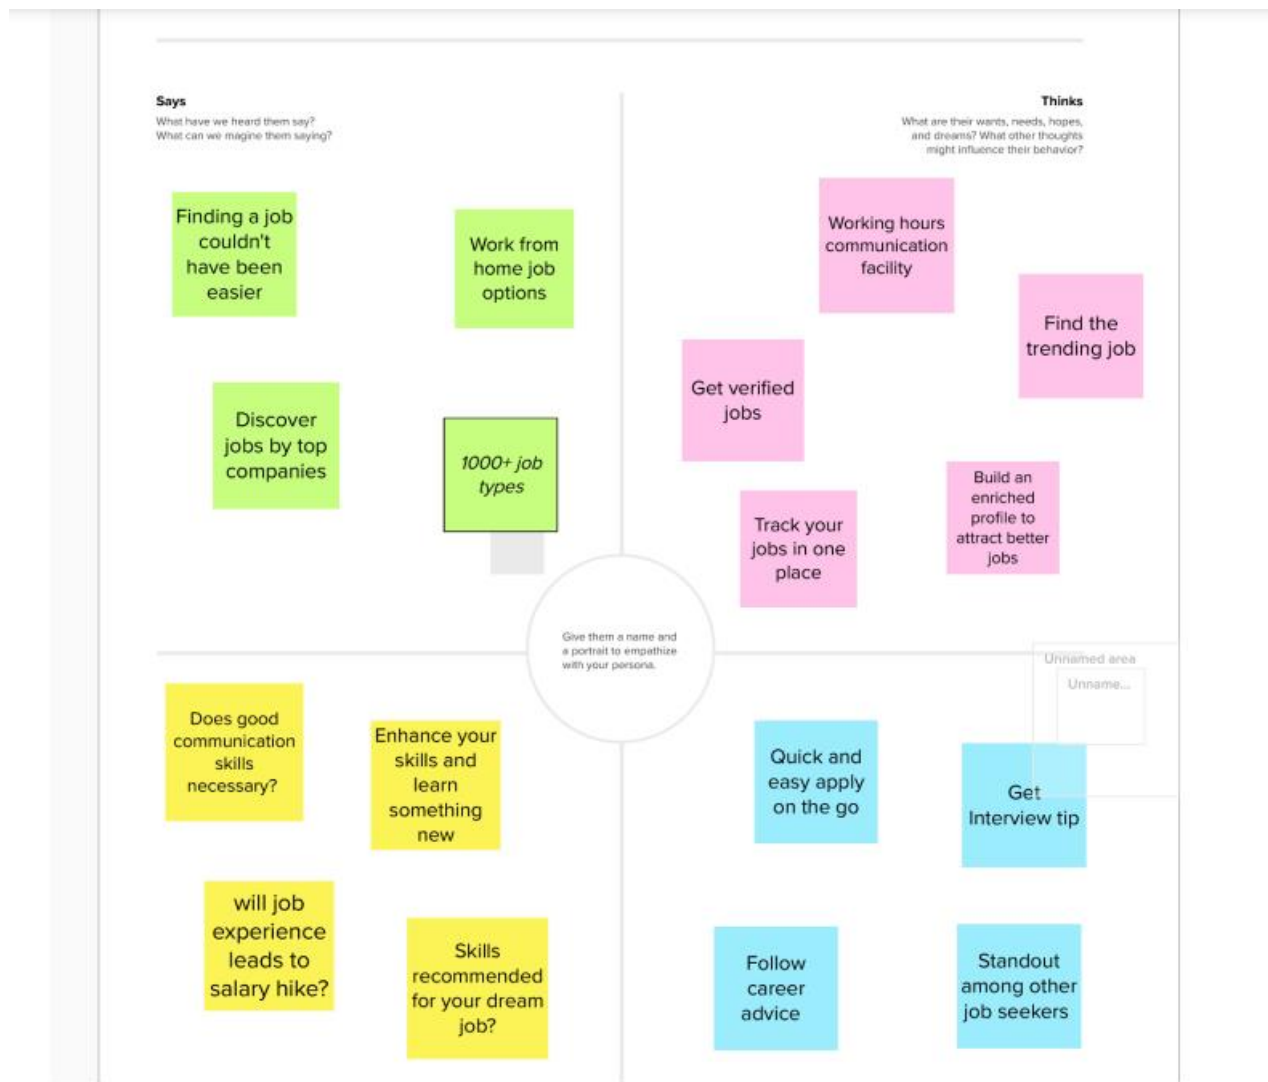 Says
What have we heard them say?
What can we magine them saying?
Thinks
What are their wants, needs, hopes,
and dreams? What other thoughts
might influence their behavior?
Finding a job
couldn't
have been
easier
Work from
home job
options
Discover
jobs by top
companies
1000+ job
types
Working hours
communication
facility
Find the
trending job
Get verified
jobs
Track your
jobs in one
place
Build an
enriched
profile to
attract better
jobs
Give them a name and
a portrait to empathize
with your persona.
Unnamed area
Unname...
Does good
communication
skills
necessary?
Enhance your
skills and
learn
something
new
will job
experience
leads to
salary hike?
Skills
recommended
for your dream
job?
Quick and
easy apply
on the go
Get
Interview tip
Follow
career
advice
Standout
among other
job seekers